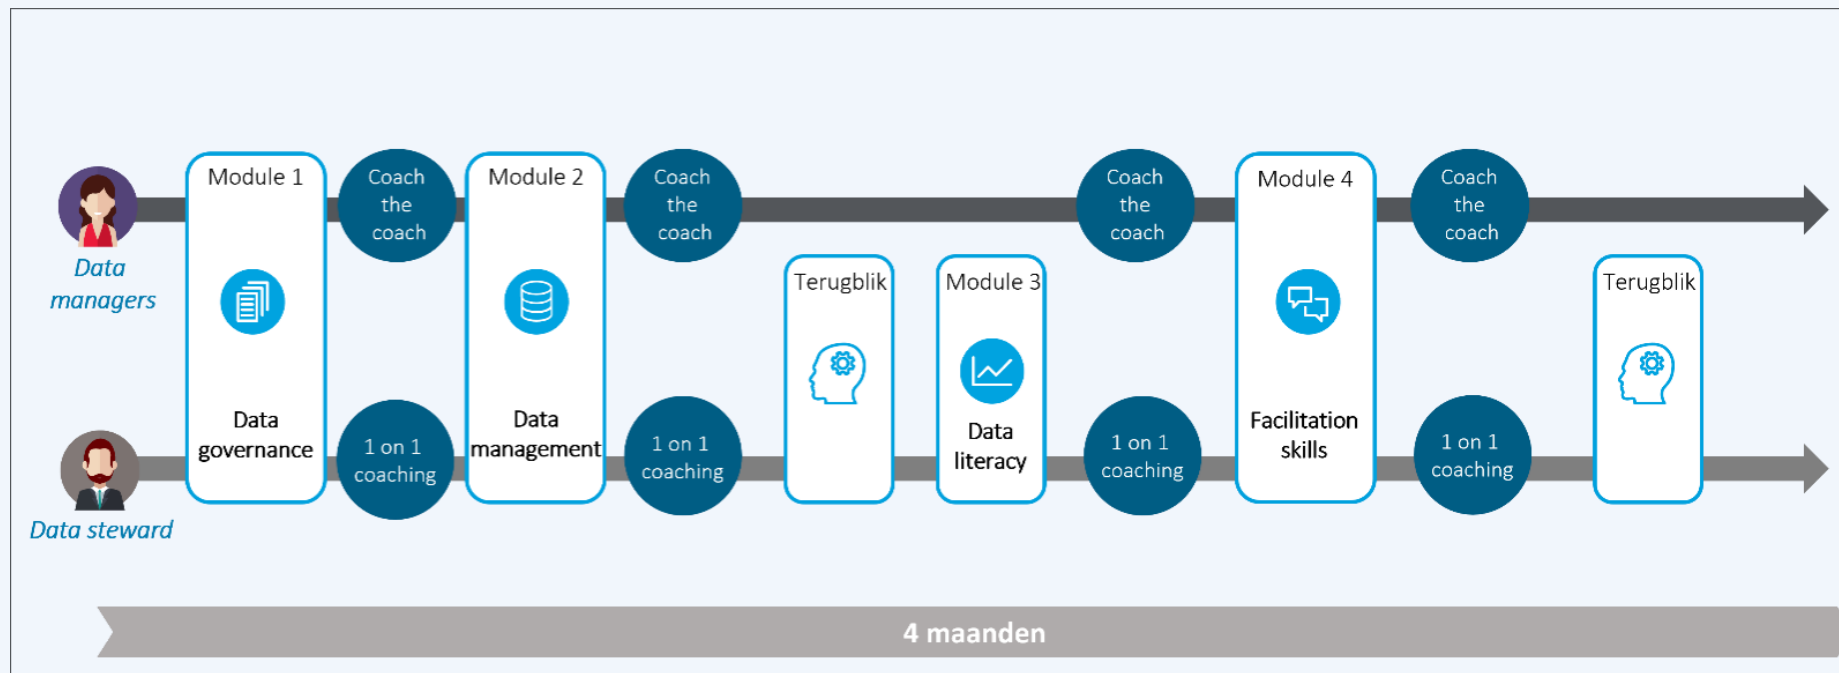 Module 1
Coach
the
coach
Module 2
Coach
the
coach
Coach
the
coach
Module 4
Coach
the
coach
Data
managers
Terugblik
Module 3
Terugblik
Data
governance
1 on 1
coaching
Data
management
1 on 1
coaching
Data
literacy
1 on 1
coaching
Facilitation
skills
1 on 1
coaching
Data steward
4 maanden